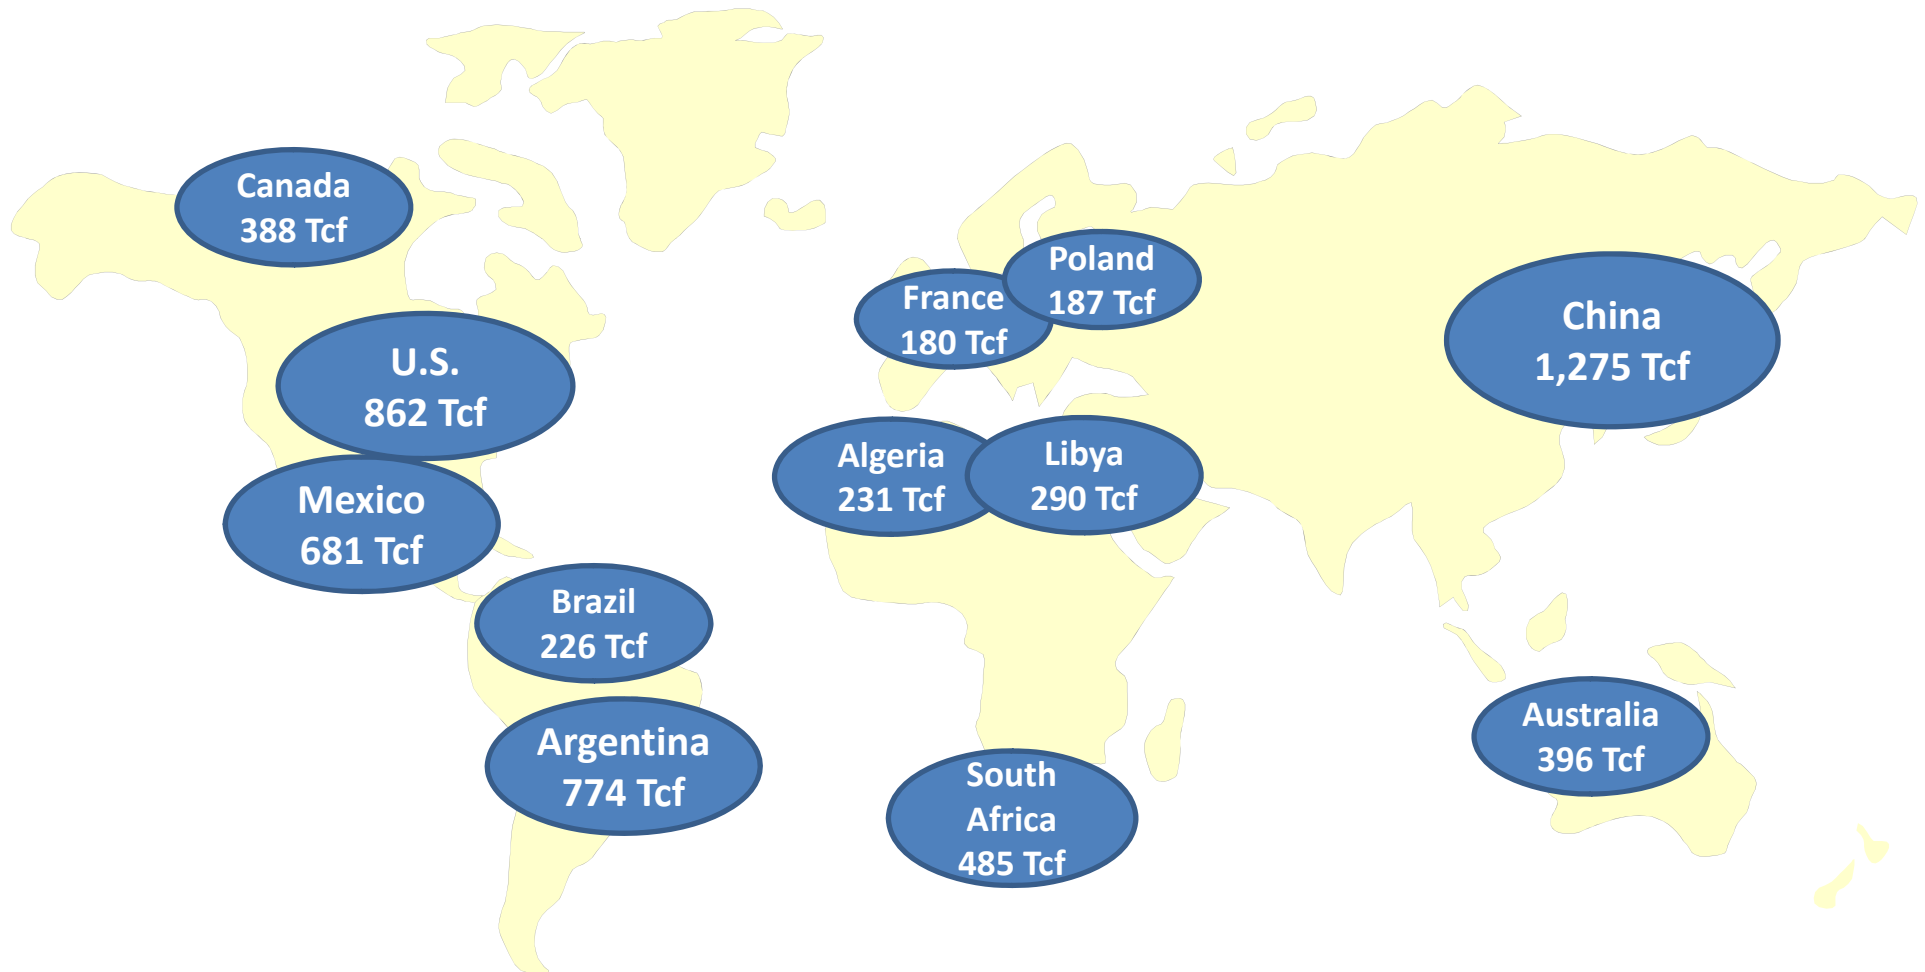 Canada
388 Tcf
U.S.
862 Tcf
Mexico
681 Tcf
Brazil
226 Tcf
Argentina
774 Tcf
France
180 Tcf
Poland
187 Tcf
Algeria
231 Tcf
Libya
290 Tcf
South
Africa
485 Tcf
China
1,275 Tcf
Australia
396 Tcf